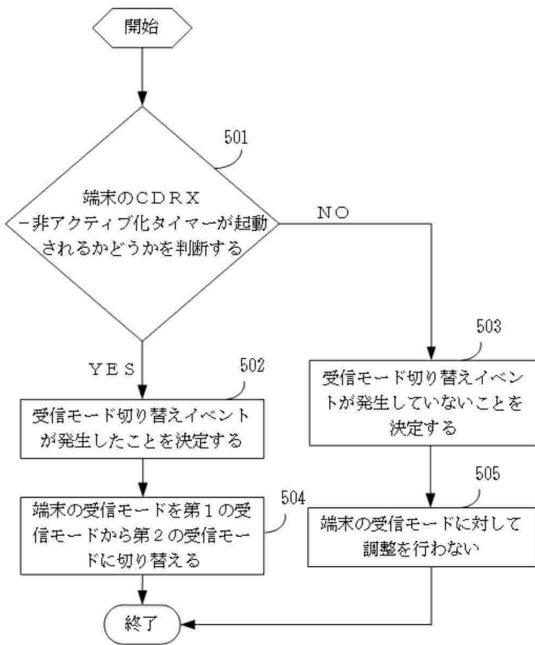 開始
501
端末のCDRX
-非アクティブ化タイマーが起動
されるかどうかを判断する
NO
YES
502
503
受信モード切り替えイベント
が発生したことを決定する
受信モード切り替えイベン
トが発生していないことを
決定する
504
505
端末の受信モードを第1の受
信モードから第2の受信モー
ドに切り替える
端末の受信モードに対して
調整を行わない
終了